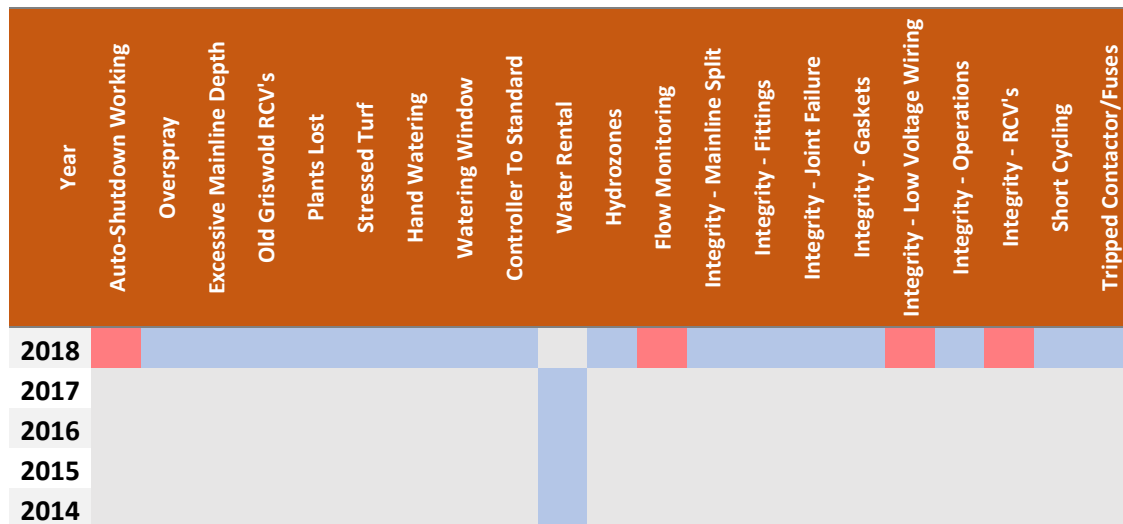 Year
Auto-Shutdown Working
Overspray
Excessive Mainline Depth
Old Griswold RCV's
Plants Lost
Stressed Turf
Hand Watering
Watering Window
Controller To Standard
Water Rental
Hydrozones
Flow Monitoring
Integrity - Mainline Split
Integrity - Fittings
Integrity - Joint Failure
Integrity - Gaskets
Integrity - Low Voltage Wiring
Integrity - Operations
Integrity - RCV's
Short Cycling
Tripped Contactor/Fuses
2018
2017
2016
2015
2014